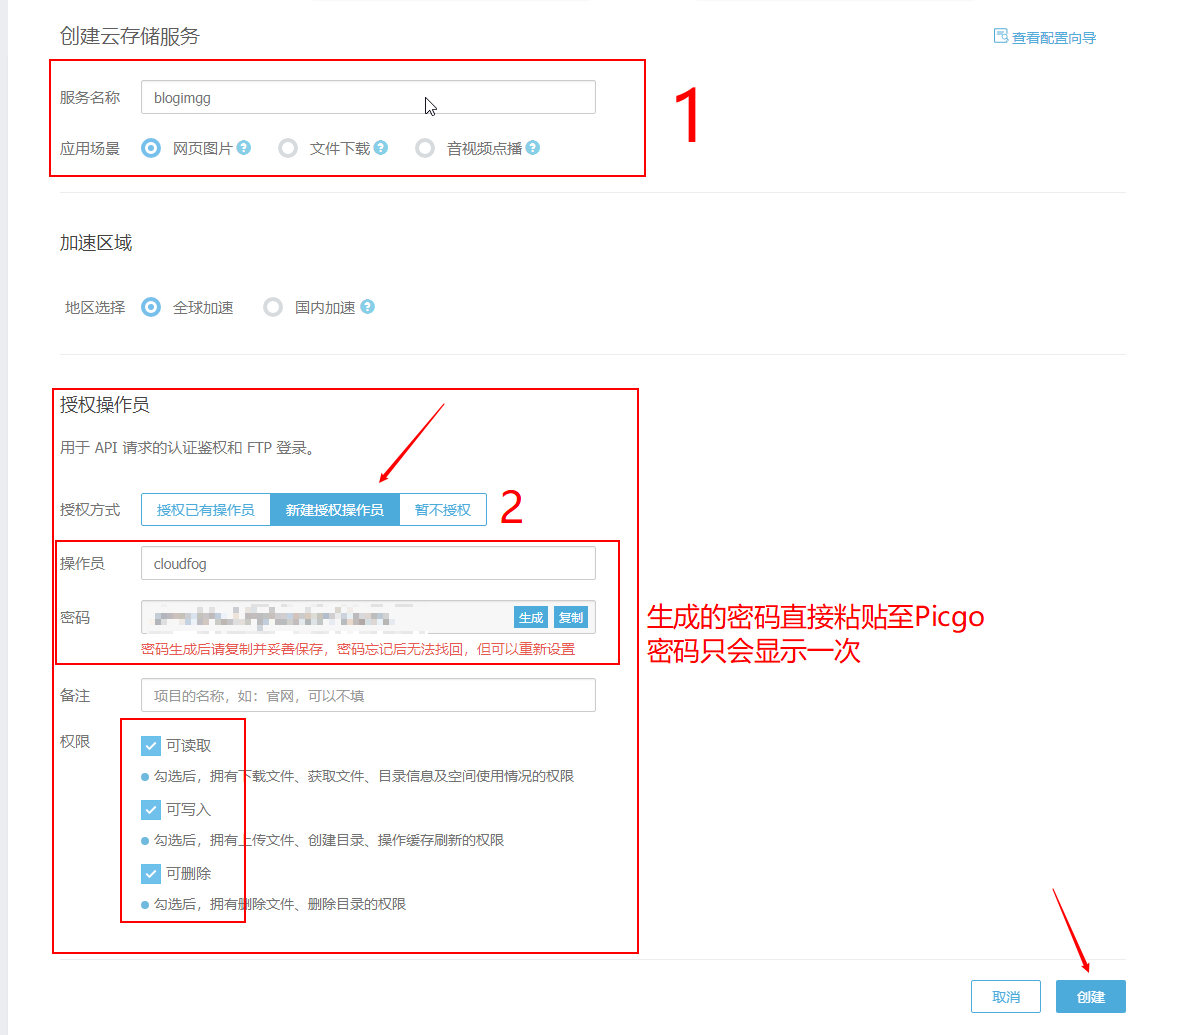 创建云存储服务
查看配置向导
服务名称 blogimgg
1
应用场景 网页图片 ? 文件下载 ? 音视频点播 ?
加速区域
地区选择 全球加速 国内加速 ?
授权操作员
用于 API 请求的认证鉴权和 FTP 登录。
授权方式 授权已有操作员 新建授权操作员 暂不授权
2
操作员 cloudfog
密码 生成 复制
密码生成后请复制并妥善保存，密码忘记后无法找回，但可以重新设置
生成的密码直接粘贴至Picgo
密码只会显示一次
备注 项目的名称，如：官网，可以不填
权限 可读取
勾选后，拥有下载文件、获取文件、目录信息及空间使用情况的权限
可写入
勾选后，拥有上传文件、创建目录、操作缓存刷新的权限
可删除
勾选后，拥有删除文件、删除目录的权限
取消 创建